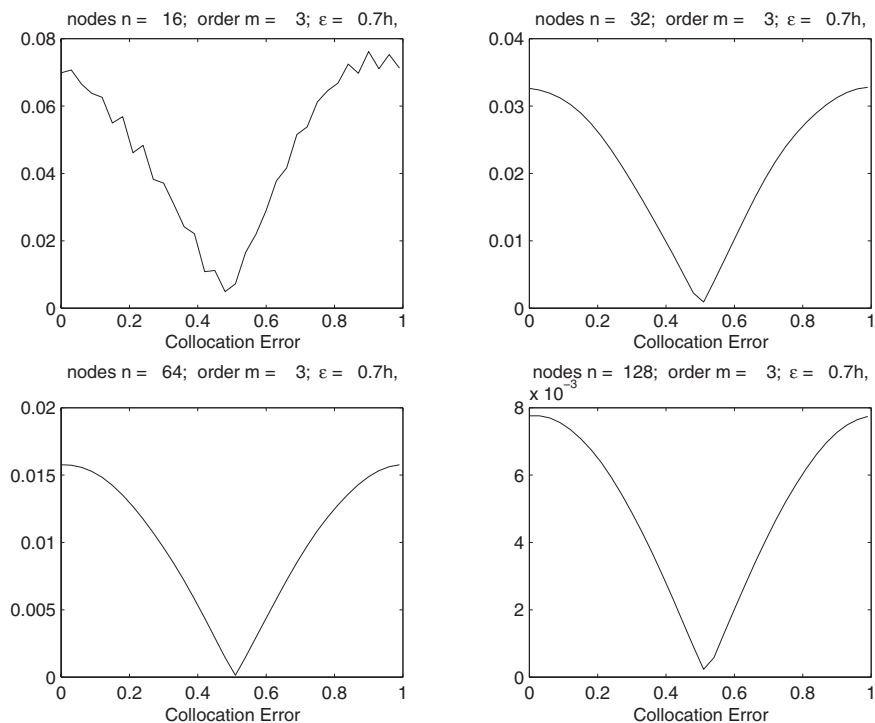 nodes n = 16; order m = 3; ε = 0.7h,
0.08
0.06
0.04
0.02
0
0 0.2 0.4 0.6 0.8 1
Collocation Error
nodes n = 32; order m = 3; ε = 0.7h,
0.04
0.03
0.02
0.01
0
0 0.2 0.4 0.6 0.8 1
Collocation Error
nodes n = 64; order m = 3; ε = 0.7h,
0.02
0.015
0.01
0.005
0
0 0.2 0.4 0.6 0.8 1
Collocation Error
nodes n = 128; order m = 3; ε = 0.7h,
x 10⁻³
8
6
4
2
0
0 0.2 0.4 0.6 0.8 1
Collocation Error